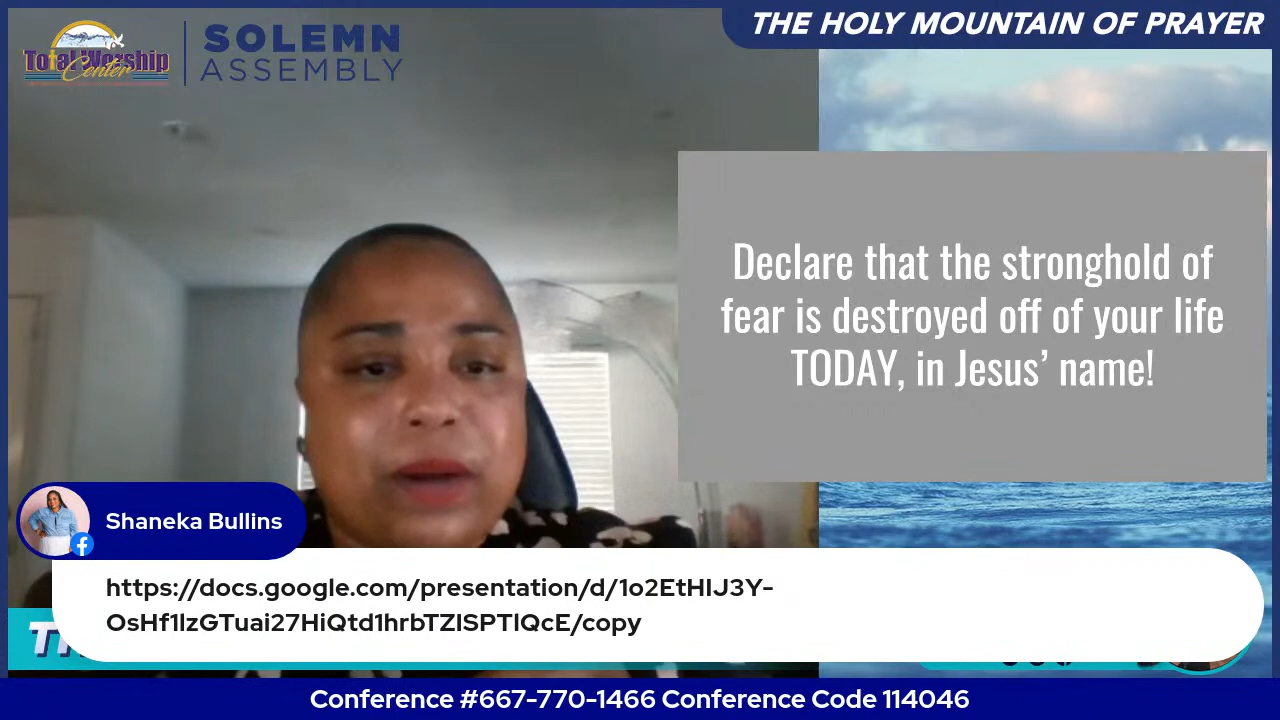 THE HOLY MOUNTAIN OF PRAYER
Total Worship
Center
SOLEMN
ASSEMBLY
Declare that the stronghold of
fear is destroyed off of your life
TODAY, in Jesus’ name!
Shaneka Bullins
https://docs.google.com/presentation/d/1o2EtHIJ3Y-
OsHf1lzGTuai27HiQtd1hrbTZlSPTlQcE/copy
Conference #667-770-1466 Conference Code 114046